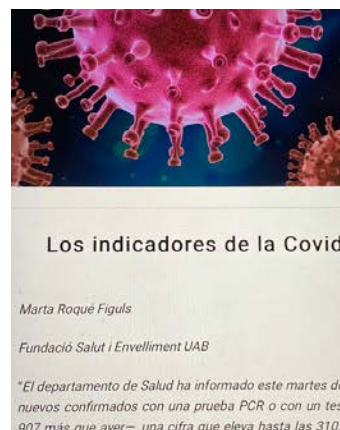 Los indicadores de la Covid
Marta Roqué Figuls
Fundació Salut i Envelliment UAB
"El departamento de Salud ha informado este martes de
nuevos confirmados con una prueba PCR o con un tes
907 más que ayer—, una cifra que eleva hasta las 310.